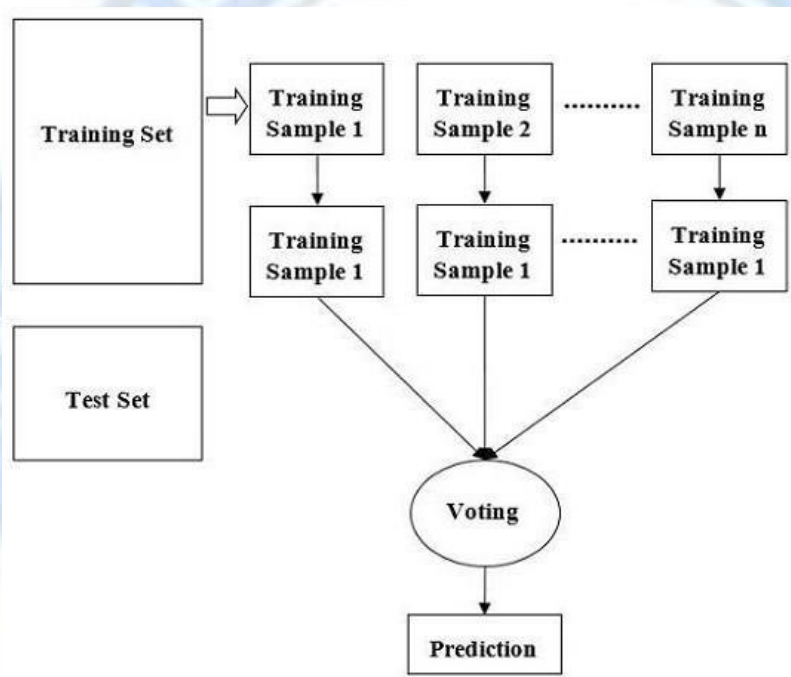 Training Set
Training
Sample 1
Training
Sample 2
Training
Sample n
Training
Sample 1
Training
Sample 1
Training
Sample 1
Test Set
Voting
Prediction